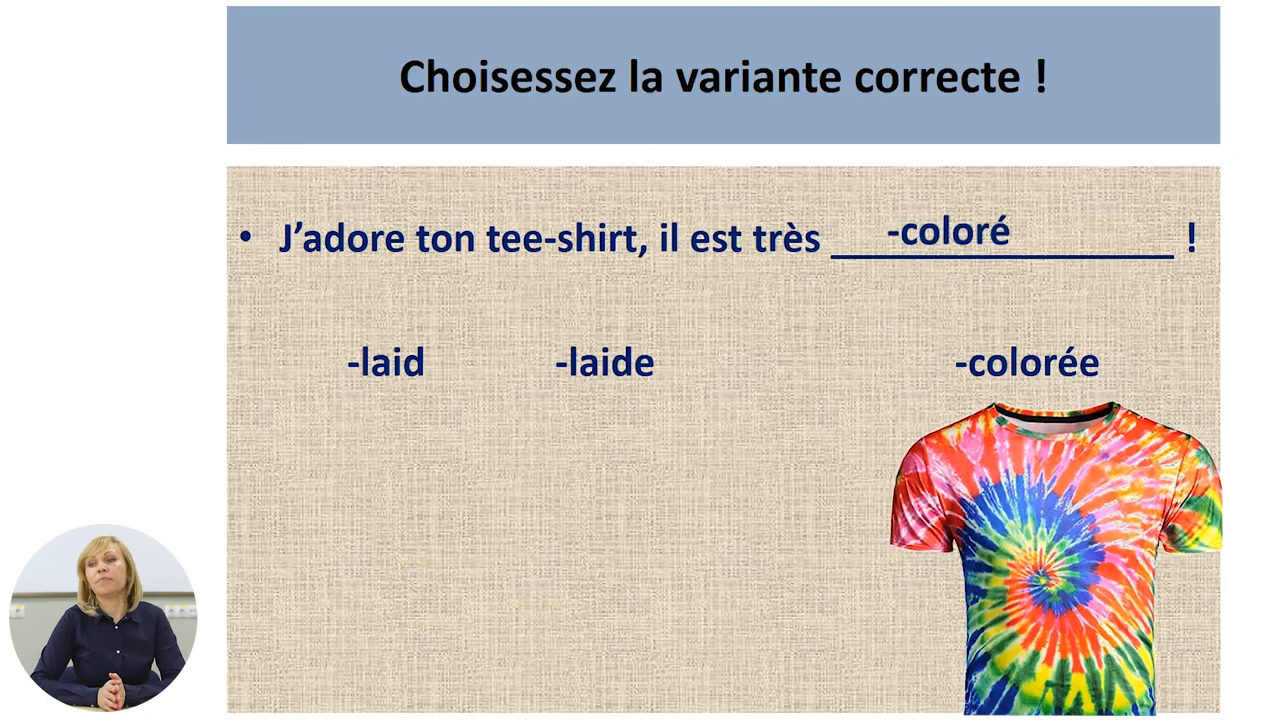 Choisessez la variante correcte !
• J’adore ton tee-shirt, il est très -coloré !
-laid -laide -colorée